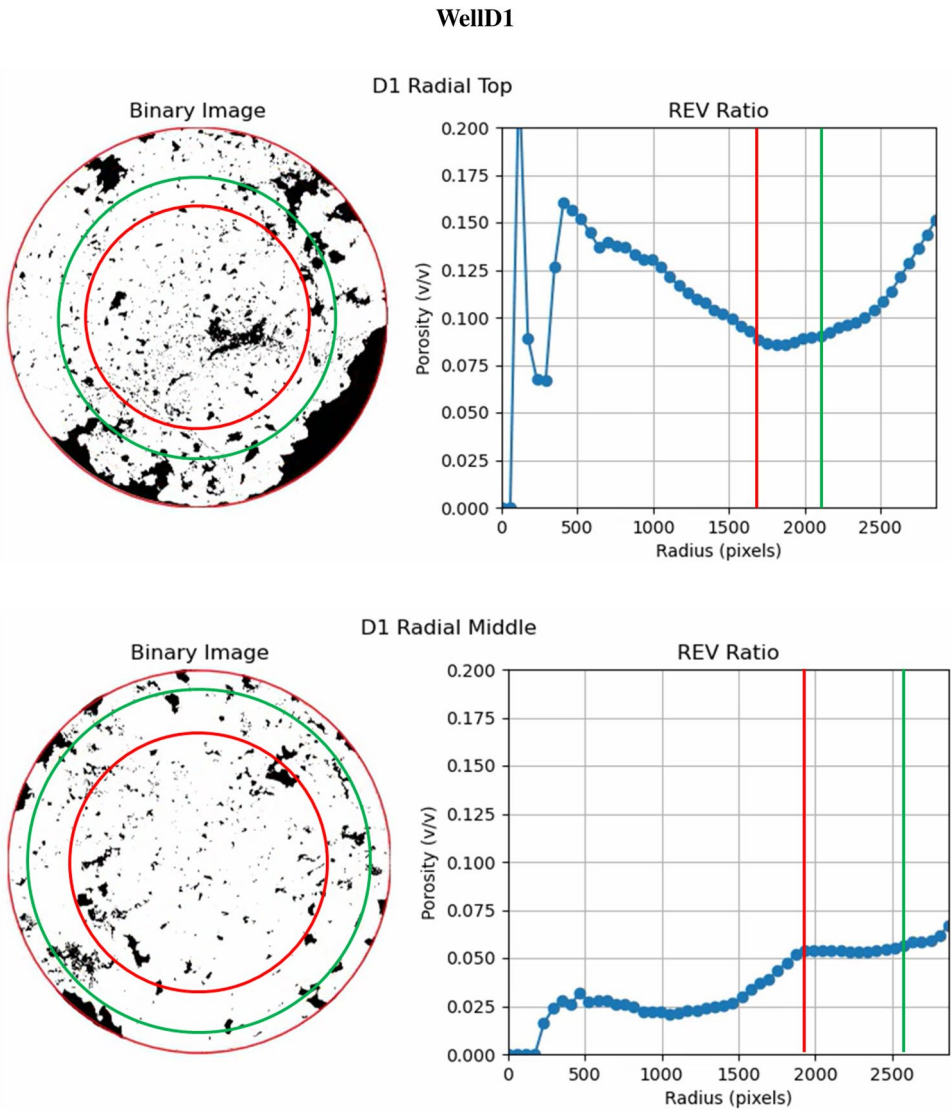 WellD1
D1 Radial Top
Binary Image
REV Ratio
0.200
0.175
0.150
0.125
0.100
0.075
0.050
0.025
0.000
Porosity (v/v)
0 500 1000 1500 2000 2500
Radius (pixels)
D1 Radial Middle
Binary Image
REV Ratio
0.200
0.175
0.150
0.125
0.100
0.075
0.050
0.025
0.000
Porosity (v/v)
0 500 1000 1500 2000 2500
Radius (pixels)